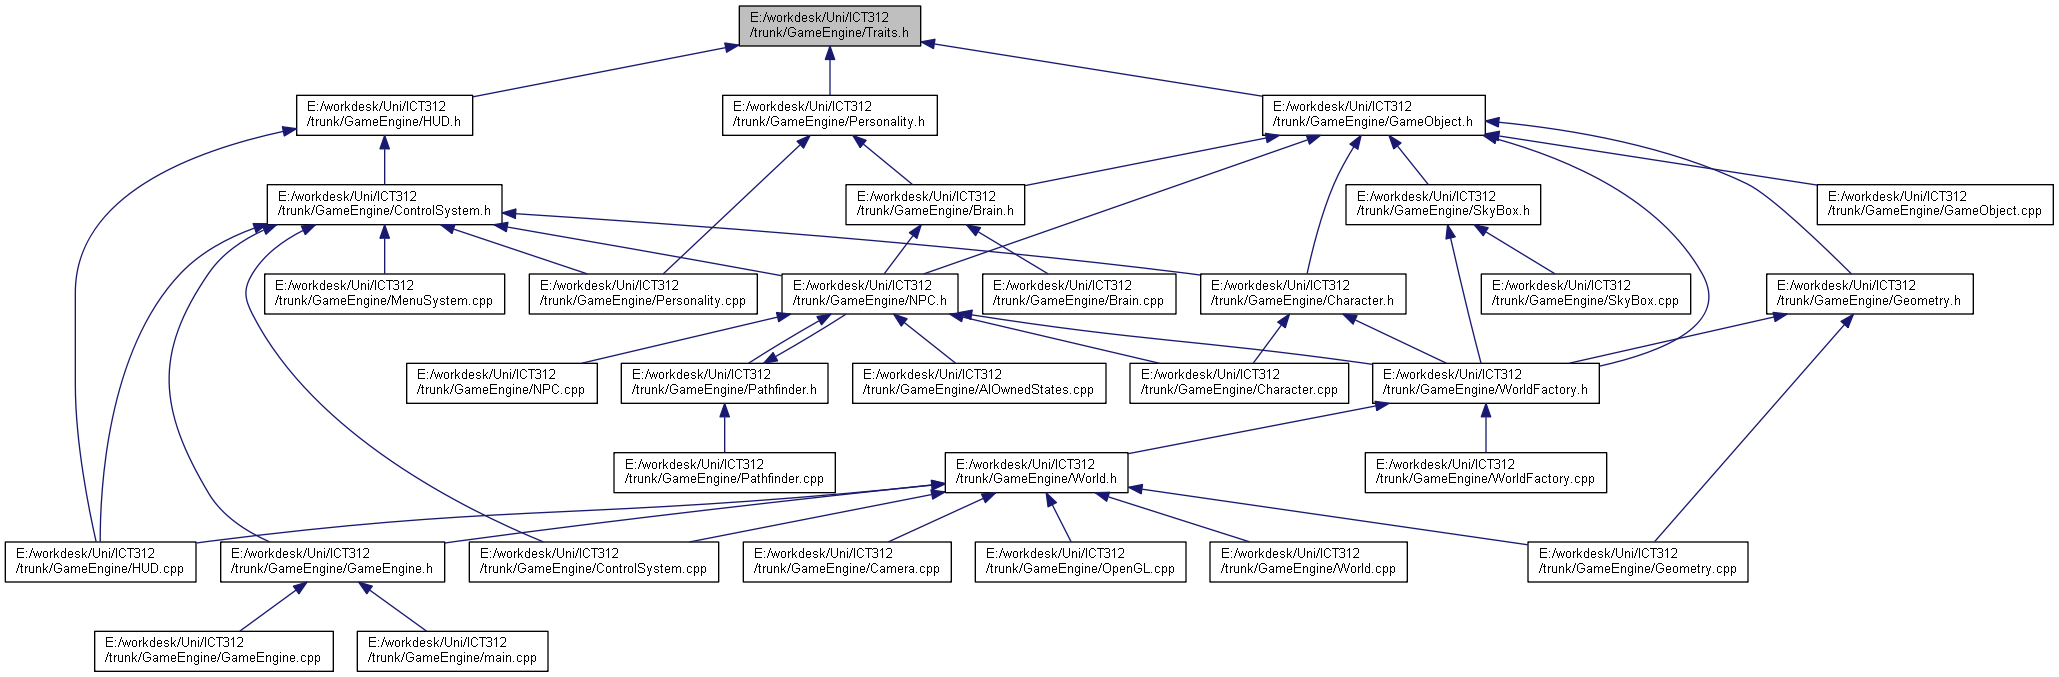 E:/workdesk/Uni/ICT312
/trunk/GameEngine/Traits.h
E:/workdesk/Uni/ICT312
/trunk/GameEngine/HUD.h
E:/workdesk/Uni/ICT312
/trunk/GameEngine/Personality.h
E:/workdesk/Uni/ICT312
/trunk/GameEngine/GameObject.h
E:/workdesk/Uni/ICT312
/trunk/GameEngine/ControlSystem.h
E:/workdesk/Uni/ICT312
/trunk/GameEngine/Brain.h
E:/workdesk/Uni/ICT312
/trunk/GameEngine/SkyBox.h
E:/workdesk/Uni/ICT312
/trunk/GameEngine/GameObject.cpp
E:/workdesk/Uni/ICT312
/trunk/GameEngine/MenuSystem.cpp
E:/workdesk/Uni/ICT312
/trunk/GameEngine/Personality.cpp
E:/workdesk/Uni/ICT312
/trunk/GameEngine/NPC.h
E:/workdesk/Uni/ICT312
/trunk/GameEngine/Brain.cpp
E:/workdesk/Uni/ICT312
/trunk/GameEngine/Character.h
E:/workdesk/Uni/ICT312
/trunk/GameEngine/SkyBox.cpp
E:/workdesk/Uni/ICT312
/trunk/GameEngine/Geometry.h
E:/workdesk/Uni/ICT312
/trunk/GameEngine/NPC.cpp
E:/workdesk/Uni/ICT312
/trunk/GameEngine/Pathfinder.h
E:/workdesk/Uni/ICT312
/trunk/GameEngine/AIOwnedStates.cpp
E:/workdesk/Uni/ICT312
/trunk/GameEngine/Character.cpp
E:/workdesk/Uni/ICT312
/trunk/GameEngine/WorldFactory.h
E:/workdesk/Uni/ICT312
/trunk/GameEngine/Pathfinder.cpp
E:/workdesk/Uni/ICT312
/trunk/GameEngine/World.h
E:/workdesk/Uni/ICT312
/trunk/GameEngine/WorldFactory.cpp
E:/workdesk/Uni/ICT312
/trunk/GameEngine/HUD.cpp
E:/workdesk/Uni/ICT312
/trunk/GameEngine/GameEngine.h
E:/workdesk/Uni/ICT312
/trunk/GameEngine/ControlSystem.cpp
E:/workdesk/Uni/ICT312
/trunk/GameEngine/Camera.cpp
E:/workdesk/Uni/ICT312
/trunk/GameEngine/OpenGL.cpp
E:/workdesk/Uni/ICT312
/trunk/GameEngine/World.cpp
E:/workdesk/Uni/ICT312
/trunk/GameEngine/Geometry.cpp
E:/workdesk/Uni/ICT312
/trunk/GameEngine/GameEngine.cpp
E:/workdesk/Uni/ICT312
/trunk/GameEngine/main.cpp